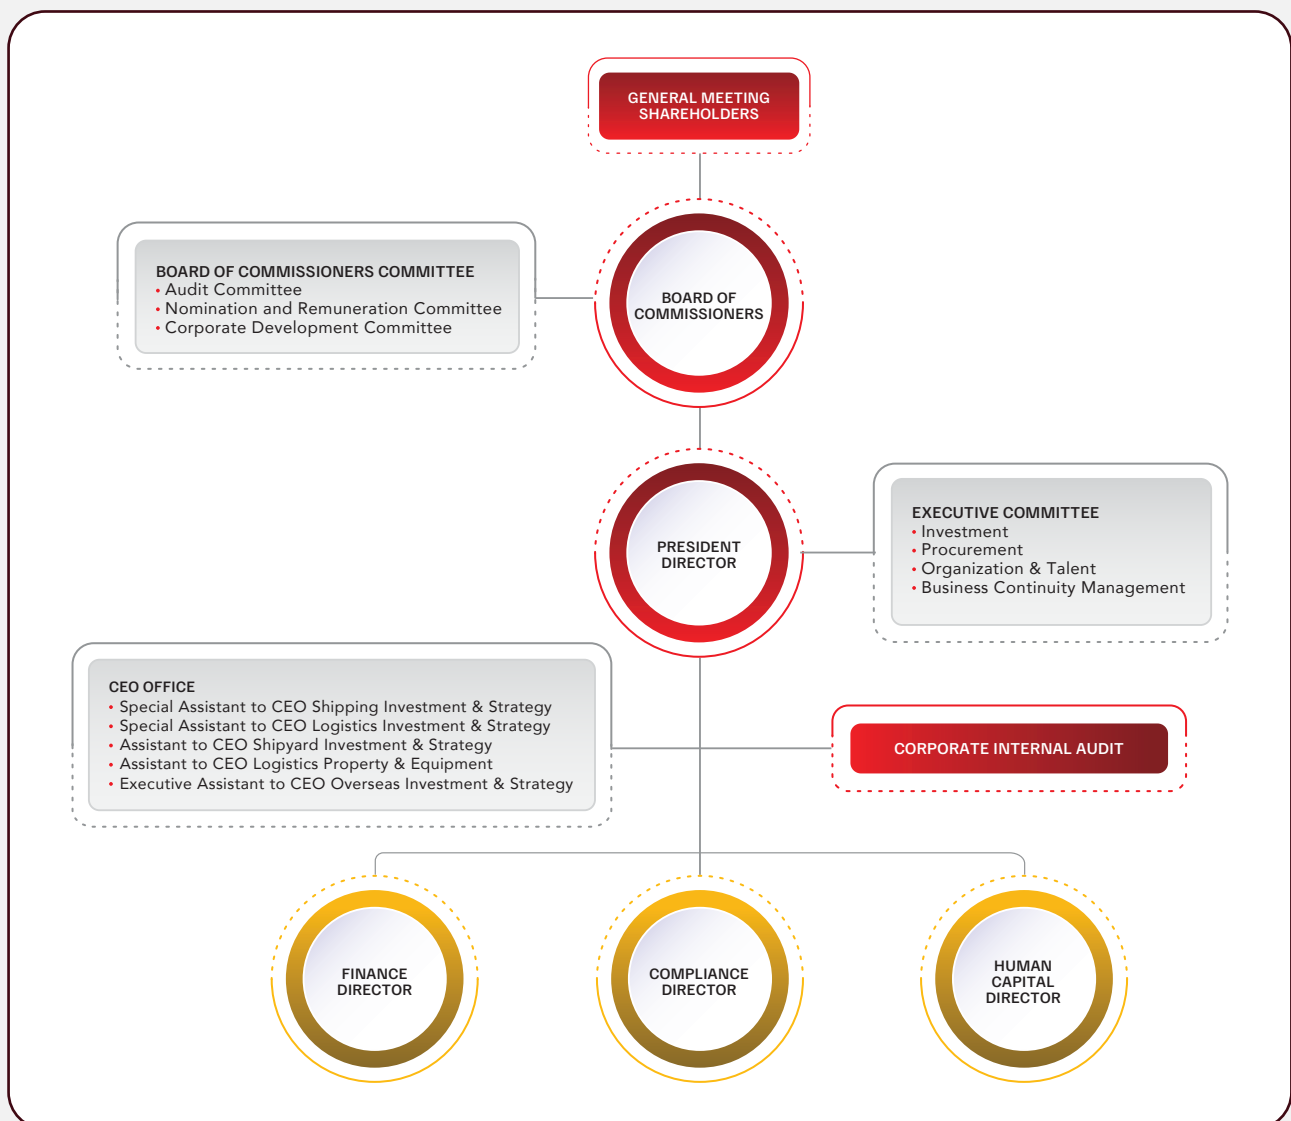 GENERAL MEETING
SHAREHOLDERS
BOARD OF COMMISSIONERS COMMITTEE
• Audit Committee
• Nomination and Remuneration Committee
• Corporate Development Committee
BOARD OF
COMMISSIONERS
PRESIDENT
DIRECTOR
EXECUTIVE COMMITTEE
• Investment
• Procurement
• Organization & Talent
• Business Continuity Management
CEO OFFICE
• Special Assistant to CEO Shipping Investment & Strategy
• Special Assistant to CEO Logistics Investment & Strategy
• Assistant to CEO Shipyard Investment & Strategy
• Assistant to CEO Logistics Property & Equipment
• Executive Assistant to CEO Overseas Investment & Strategy
CORPORATE INTERNAL AUDIT
FINANCE
DIRECTOR
COMPLIANCE
DIRECTOR
HUMAN
CAPITAL
DIRECTOR